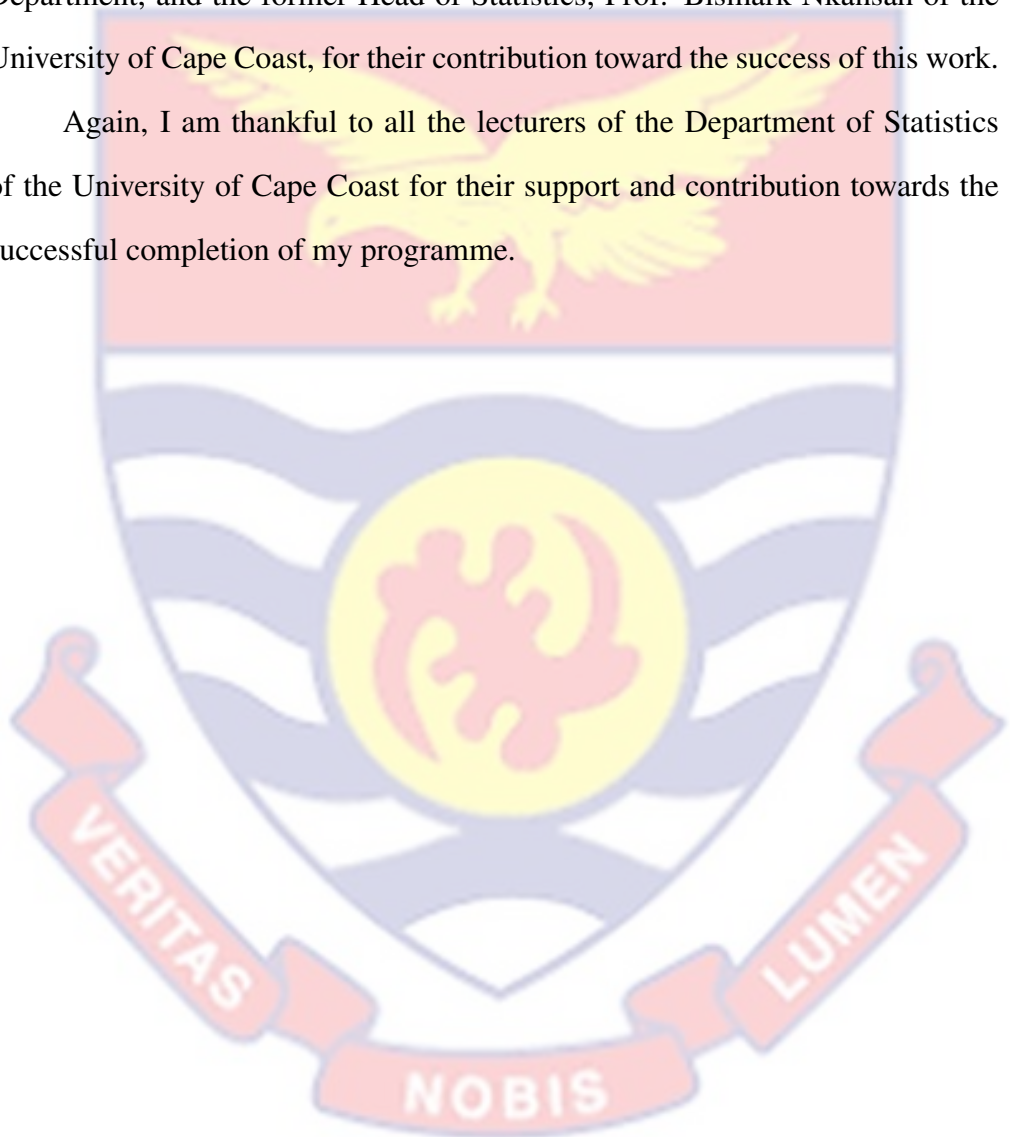 Department, and the former Head of Statistics, Prof. Bismark Nkansah of the
University of Cape Coast, for their contribution toward the success of this work.
Again, I am thankful to all the lecturers of the Department of Statistics
of the University of Cape Coast for their support and contribution towards the
successful completion of my programme.
VERITAS
NOBIS
LUMEN